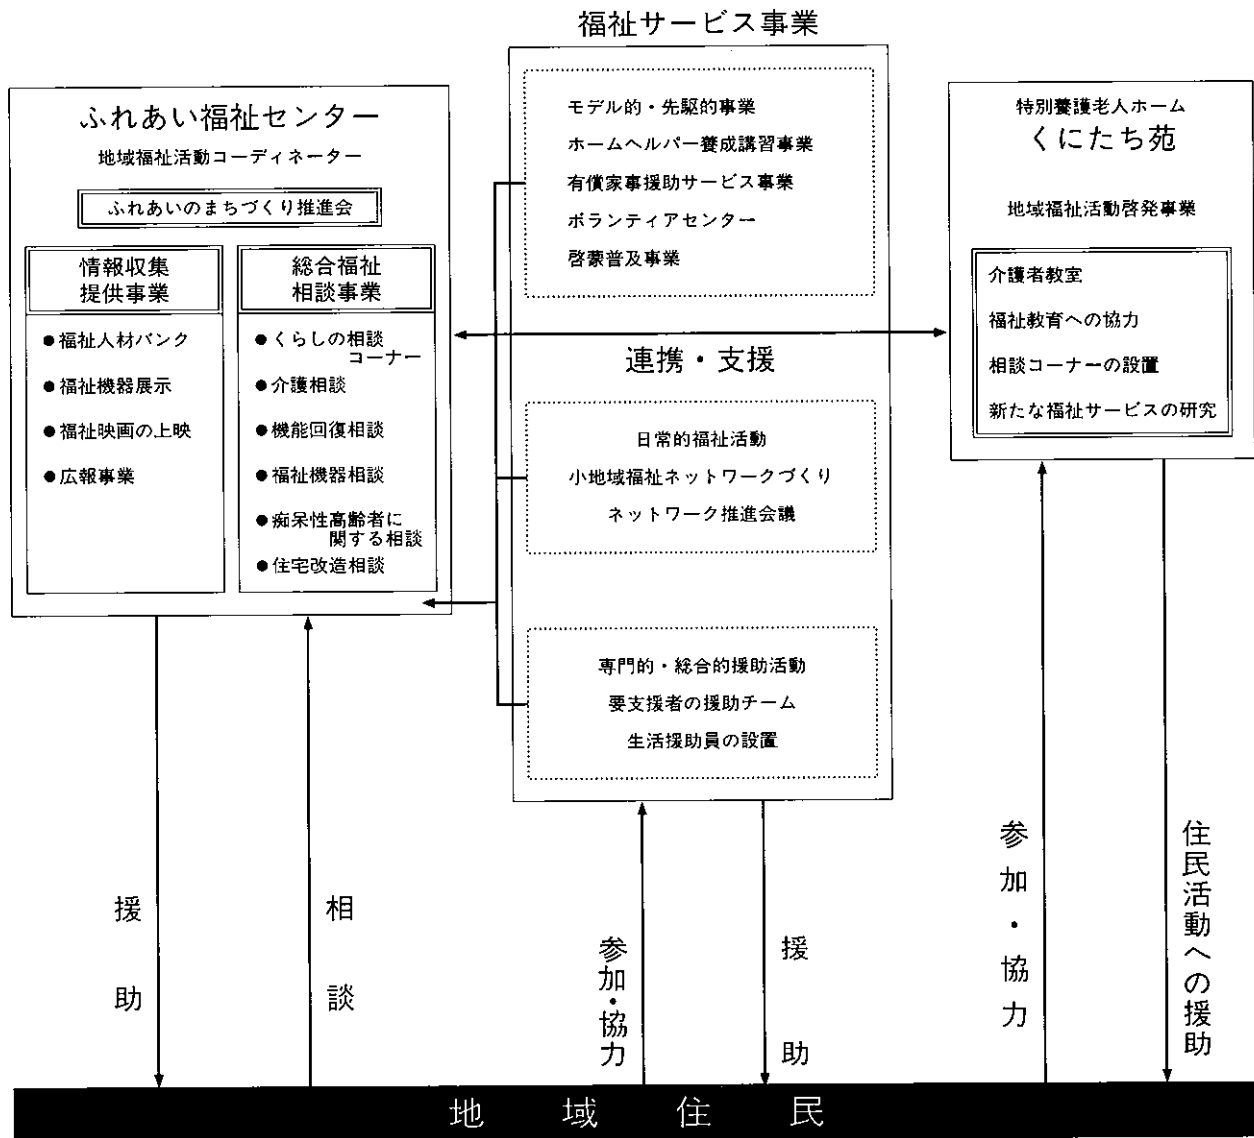 福祉サービス事業
ふれあい福祉センター
地域福祉活動コーディネーター
ふれあいのまちづくり推進会
情報収集
提供事業
●福祉人材バンク
●福祉機器展示
●福祉映画の上映
●広報事業
総合福祉
相談事業
●くらしの相談
コーナー
●介護相談
●機能回復相談
●福祉機器相談
●痴呆性高齢者に
関する相談
●住宅改造相談
モデル的・先駆的事業
ホームヘルパー養成講習事業
有償家事援助サービス事業
ボランティアセンター
啓蒙普及事業
連携・支援
日常的福祉活動
小地域福祉ネットワークづくり
ネットワーク推進会議
専門的・総合的援助活動
要支援者の援助チーム
生活援助員の設置
特別養護老人ホーム
くにたち苑
地域福祉活動啓発事業
介護者教室
福祉教育への協力
相談コーナーの設置
新たな福祉サービスの研究
援助
相談
参加・協力
援助
参加・協力
住民活動への援助
地域住民